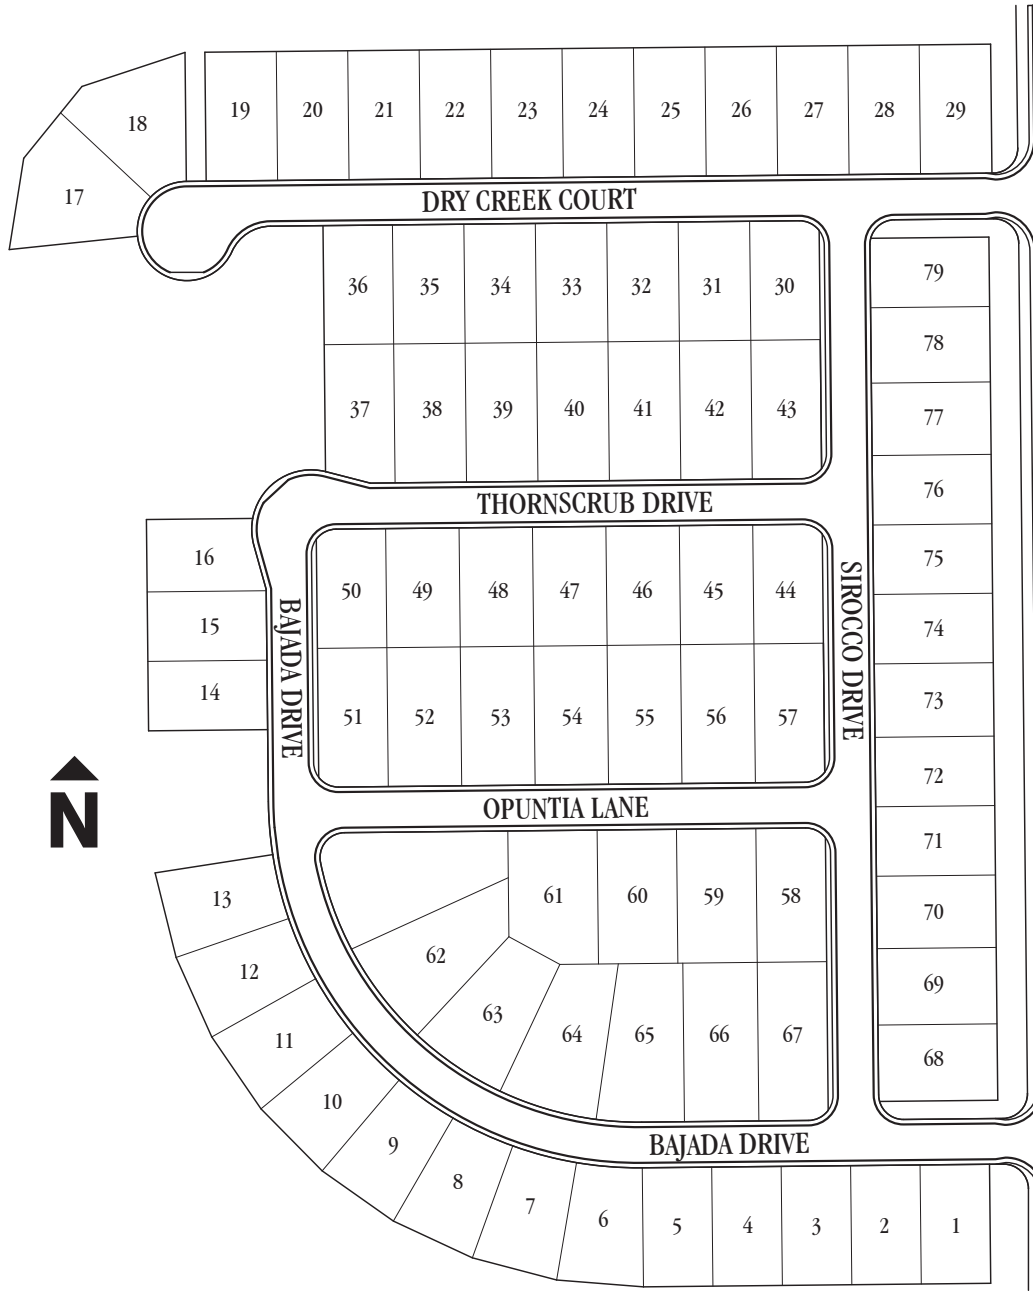 18
17
19 20 21 22 23 24 25 26 27 28 29
DRY CREEK COURT
36 35 34 33 32 31 30
37 38 39 40 41 42 43
79
78
77
76
75
74
73
72
71
70
69
68
THORNSCRUB DRIVE
SIROCCO DRIVE
16
15
14
BAJADA DRIVE
50 49 48 47 46 45 44
51 52 53 54 55 56 57
N
OPUNTIA LANE
61 60 59 58
62
63
64 65 66 67
13
12
11
10
9
8
7
6
BAJADA DRIVE
5 4 3 2 1